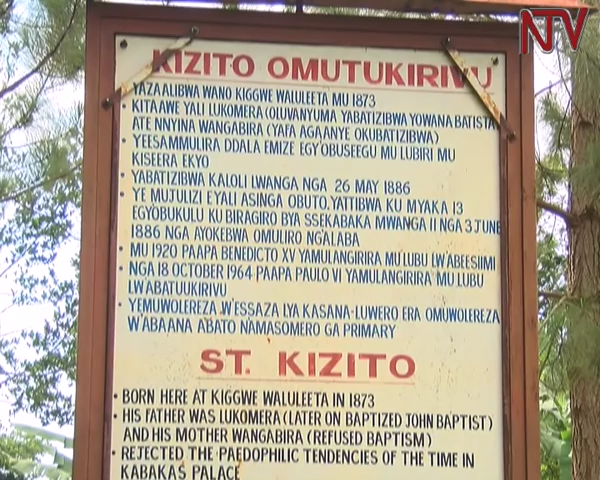 NTV
KIZITO OMUTUKIRIVU
• YAZAALIBWA WANO KIGGWE WALULEETA MU 1873
• KITAAWE YALI LUKOMERA (OLUVANYUMA YABATIZIBWA YOWANA BATISTA
ATE NNYINA WANGABIRA (YAFA AGAANYE OKUBATIZIBWA)
• YEESAMMULIRA DDALA EMIZE EGY'OBUSEEGU MU LUBIRI MU
KISEERA EKYO
• YABATIZIBWA KALOLI LWANGA NGA 26 MAY 1886
• YE MUJULIZI EYALI ASINGA OBUTO. YATTIBWA KU MYAKA 13
EGYOBUKULU KU BIRAGIRO BYA SSEKABAKA MWANGA II NGA 3 JUNE
1886 NGA AYOKEBWA OMULIRO NG'ALABA
• MU 1920 PAAPA BENEDICTO XV YAMULANGIRIRA MU LUBU LW'ABEESIIMI
• NGA 18 OCTOBER 1964 PAAPA PAULO VI YAMULANGIRIRA MU LUBU
LW'ABATUUKIRIVU
• YEMUWOLEREZA W'ESSAZA LYA KASANA-LUWERO ERA OMUWOLEREZA
W'ABAANA ABATO N'AMASOMERO GA PRIMARY
ST. KIZITO
• BORN HERE AT KIGGWE WALULEETA IN 1873
• HIS FATHER WAS LUKOMERA (LATER ON BAPTIZED JOHN BAPTIST)
AND HIS MOTHER WANGABIRA (REFUSED BAPTISM)
• REJECTED THE PAEDOPHILIC TENDENCIES OF THE TIME IN
KABAKAS PALACE